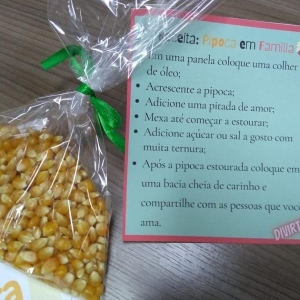 eita: Pipoca em Família
Em uma panela coloque uma colher
de óleo;
• Acrescente a pipoca;
• Adicione uma pitada de amor;
• Mexa até começar a estourar;
• Adicione açúcar ou sal a gosto com
muita ternura;
• Após a pipoca estourada coloque em
uma bacia cheia de carinho e
compartilhe com as pessoas que você
ama.
DIVIRT